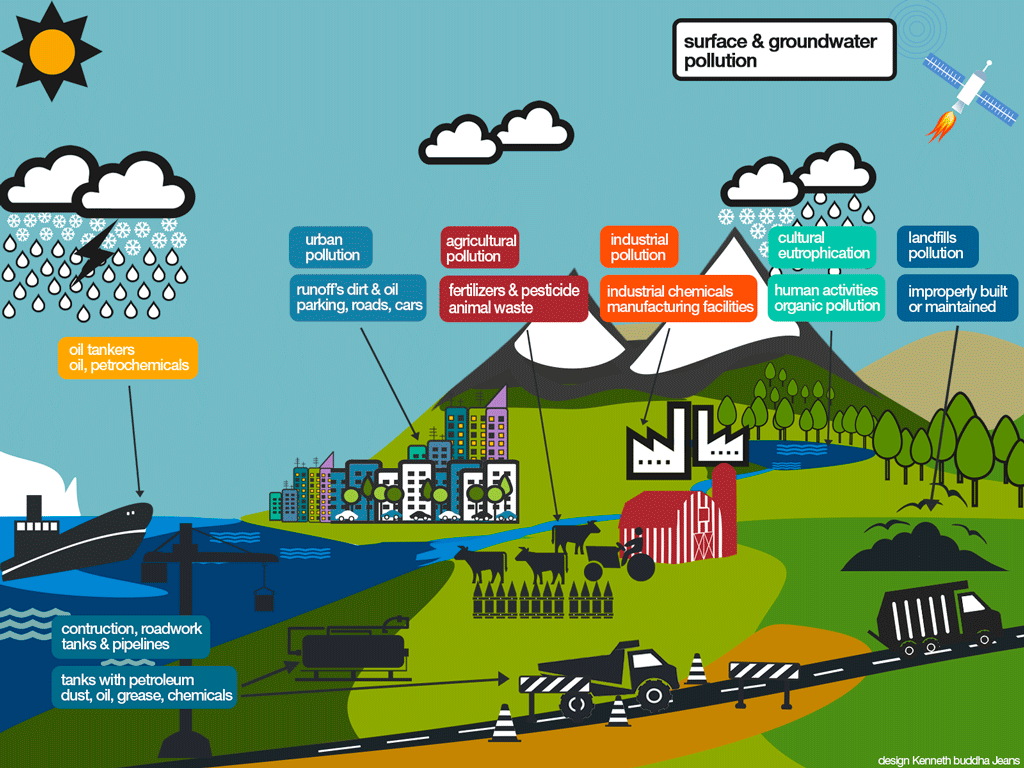 surface & groundwater
pollution
urban
pollution
runoff's dirt & oil
parking, roads, cars
agricultural
pollution
fertilizers & pesticide
animal waste
industrial
pollution
industrial chemicals
manufacturing facilities
cultural
eutrophication
human activities
organic pollution
landfills
pollution
improperly built
or maintained
oil tankers
oil, petrochemicals
contruction, roadwork
tanks & pipelines
tanks with petroleum
dust, oil, grease, chemicals
design Kenneth buddha Jeans